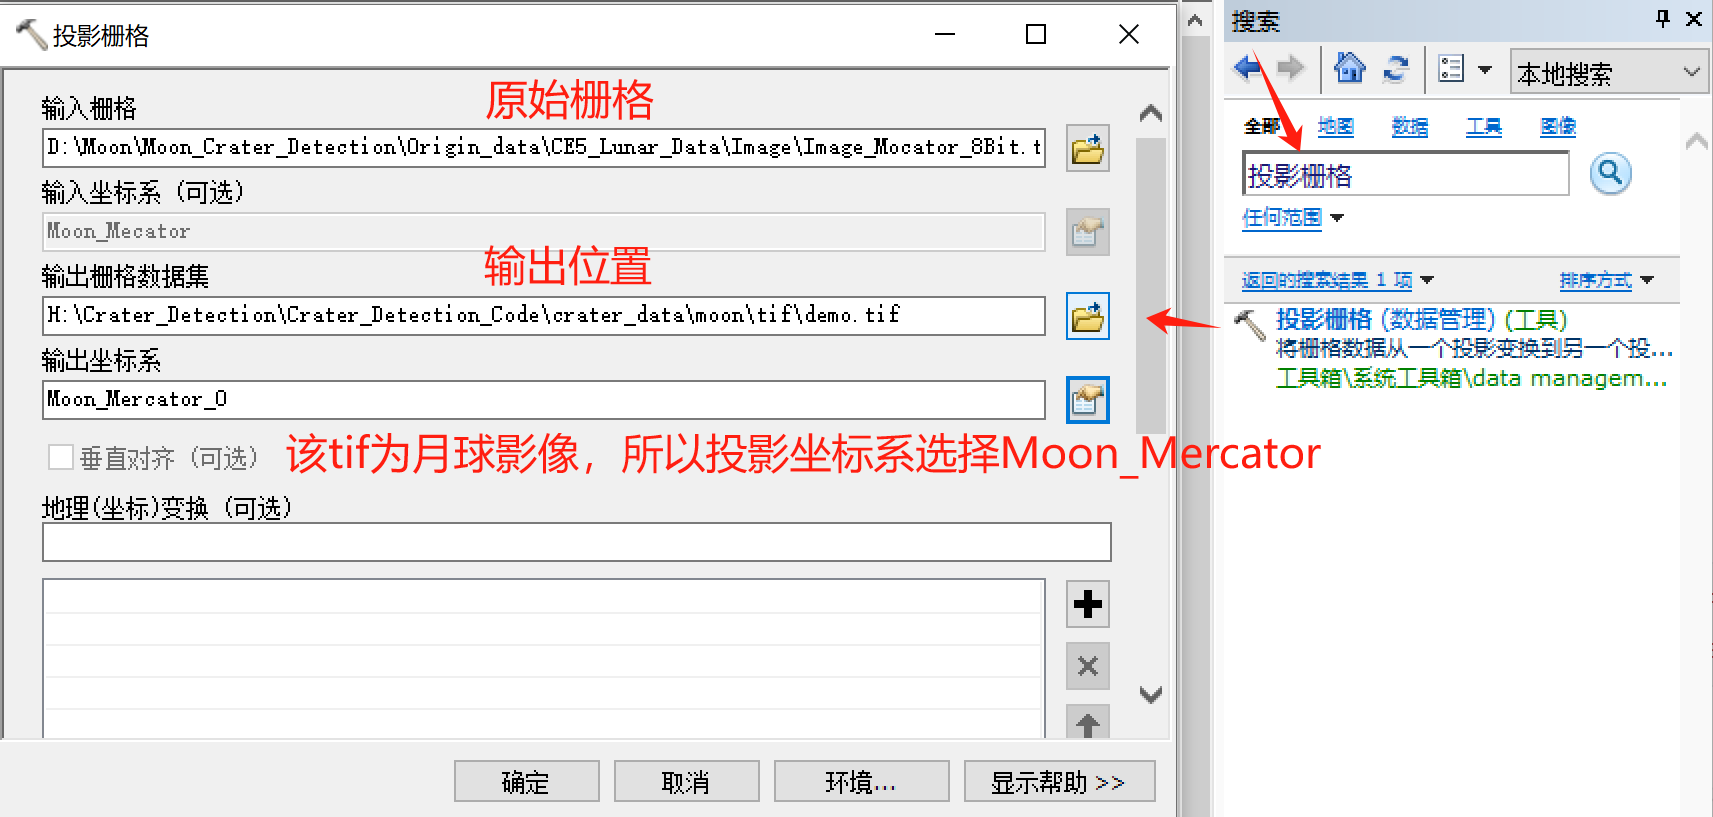 投影栅格
输入栅格
原始栅格
D:\Moon\Moon_Crater_Detection\Origin_data\CE5_Lunar_Data\Image\Image_Mocator_8Bit.t
输入坐标系（可选）
Moon_Mecator
输出栅格数据集
输出位置
H:\Crater_Detection\Crater_Detection_Code\crater_data\moon\tif\demo.tif
输出坐标系
Moon_Mercator_O
垂直对齐（可选）
该tif为月球影像，所以投影坐标系选择Moon_Mercator
地理(坐标)变换（可选）
确定
取消
环境...
显示帮助 >>
搜索
本地搜索
全部 地图 数据 工具 图像
投影栅格
任何范围
返回的搜索结果 1 项
排序方式
投影栅格 (数据管理) (工具)
将栅格数据从一个投影变换到另一个投...
工具箱\系统工具箱\data managem...